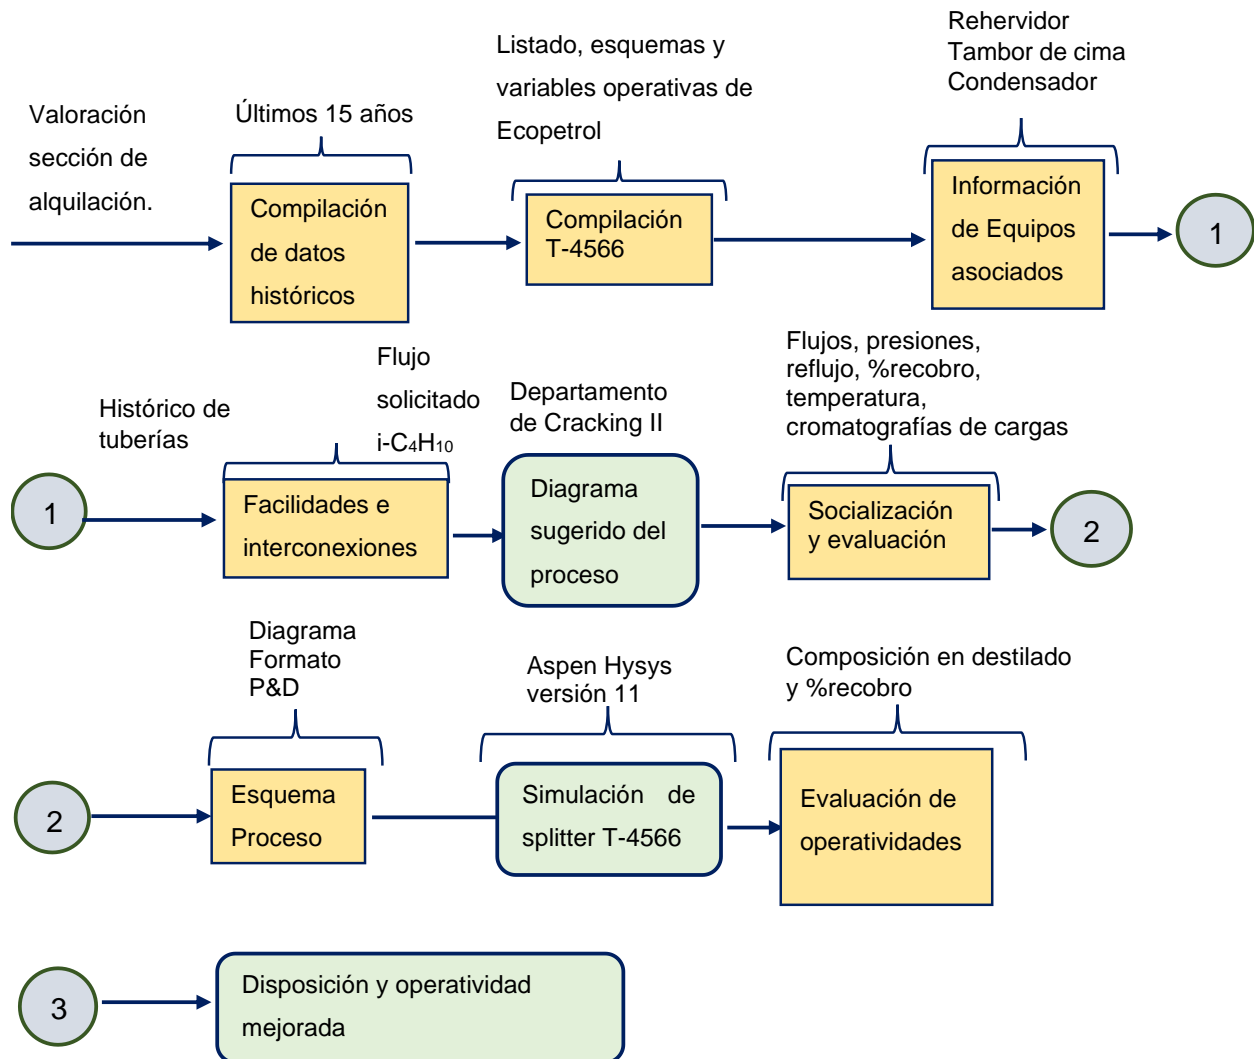 Valoración
sección de
alquilación.
Últimos 15 años
Compilación
de datos
históricos
Listado, esquemas y
variables operativas de
Ecopetrol
Compilación
T-4566
Rehervidor
Tambor de cima
Condensador
Información
de Equipos
asociados
1
1
Histórico de
tuberías
Flujo
solicitado
i-C₄H₁₀
Facilidades e
interconexiones
Departamento
de Cracking II
Diagrama
sugerido del
proceso
Flujos, presiones,
reflujo, %recobro,
temperatura,
cromatografías de cargas
Socialización
y evaluación
2
2
Diagrama
Formato
P&D
Esquema
Proceso
Aspen Hysys
versión 11
Simulación de
splitter T-4566
Composición en destilado
y %recobro
Evaluación de
operatividades
3
Disposición y operatividad
mejorada